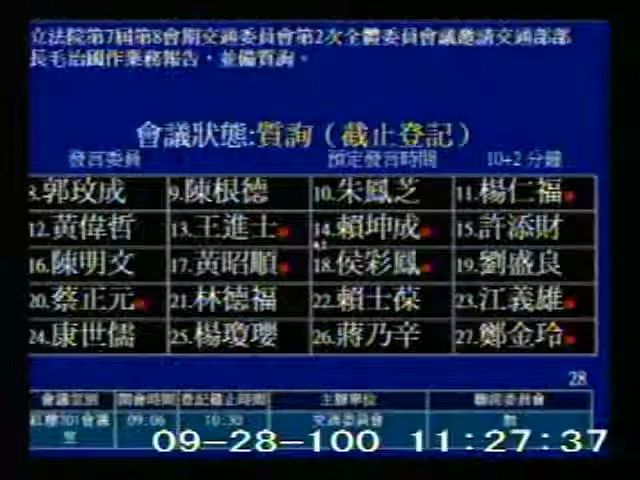 立法院第7屆第8會期交通委員會第2次全體委員會議邀請交通部部
長毛治國作業務報告，並備質詢。
會議狀態:質詢（截止登記）
發言委員 預定發言時間 10+2 分鐘
8.郭玟成 9.陳根德 10.朱鳳芝 11.楊仁福
12.黃偉哲 13.王進士 14.賴坤成 15.許添財
16.陳明文 17.黃昭順 18.侯彩鳳 19.劉盛良
20.蔡正元 21.林德福 22.賴士葆 23.江義雄
24.康世儒 25.楊瓊瓔 26.蔣乃辛 27.鄭金玲
28
會議室別 開會時間 登記截止時間 主辦單位 聯席委員會
紅樓301會議 09:06 10:30 交通委員會 無
室
09-28-100 11:27:37